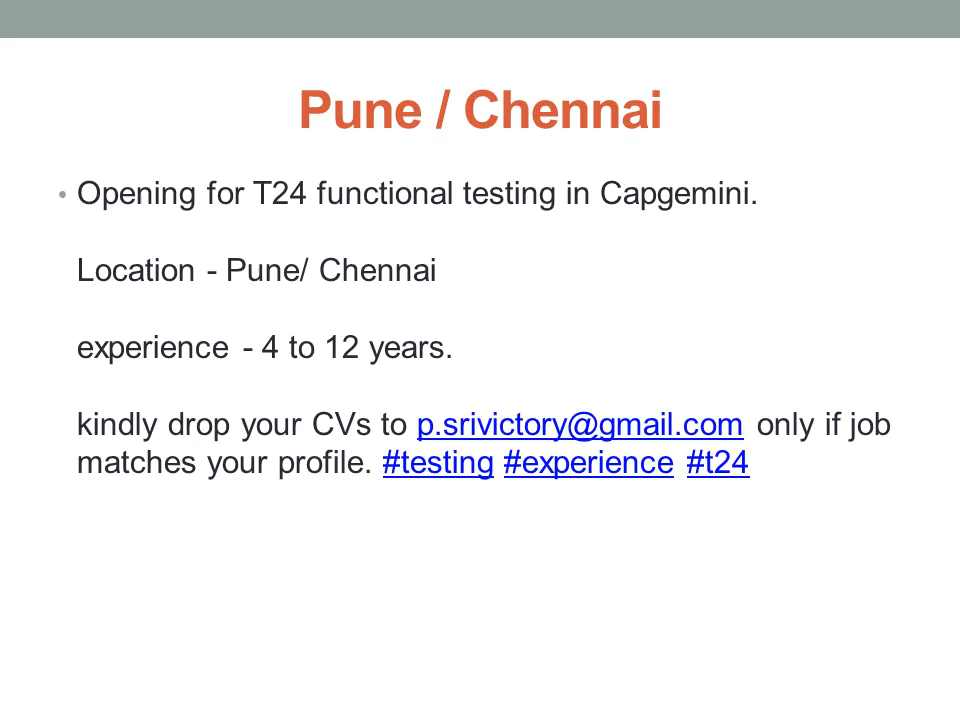 Pune / Chennai
• Opening for T24 functional testing in Capgemini.
Location - Pune/ Chennai
experience - 4 to 12 years.
kindly drop your CVs to p.srivictory@gmail.com only if job
matches your profile. #testing #experience #t24